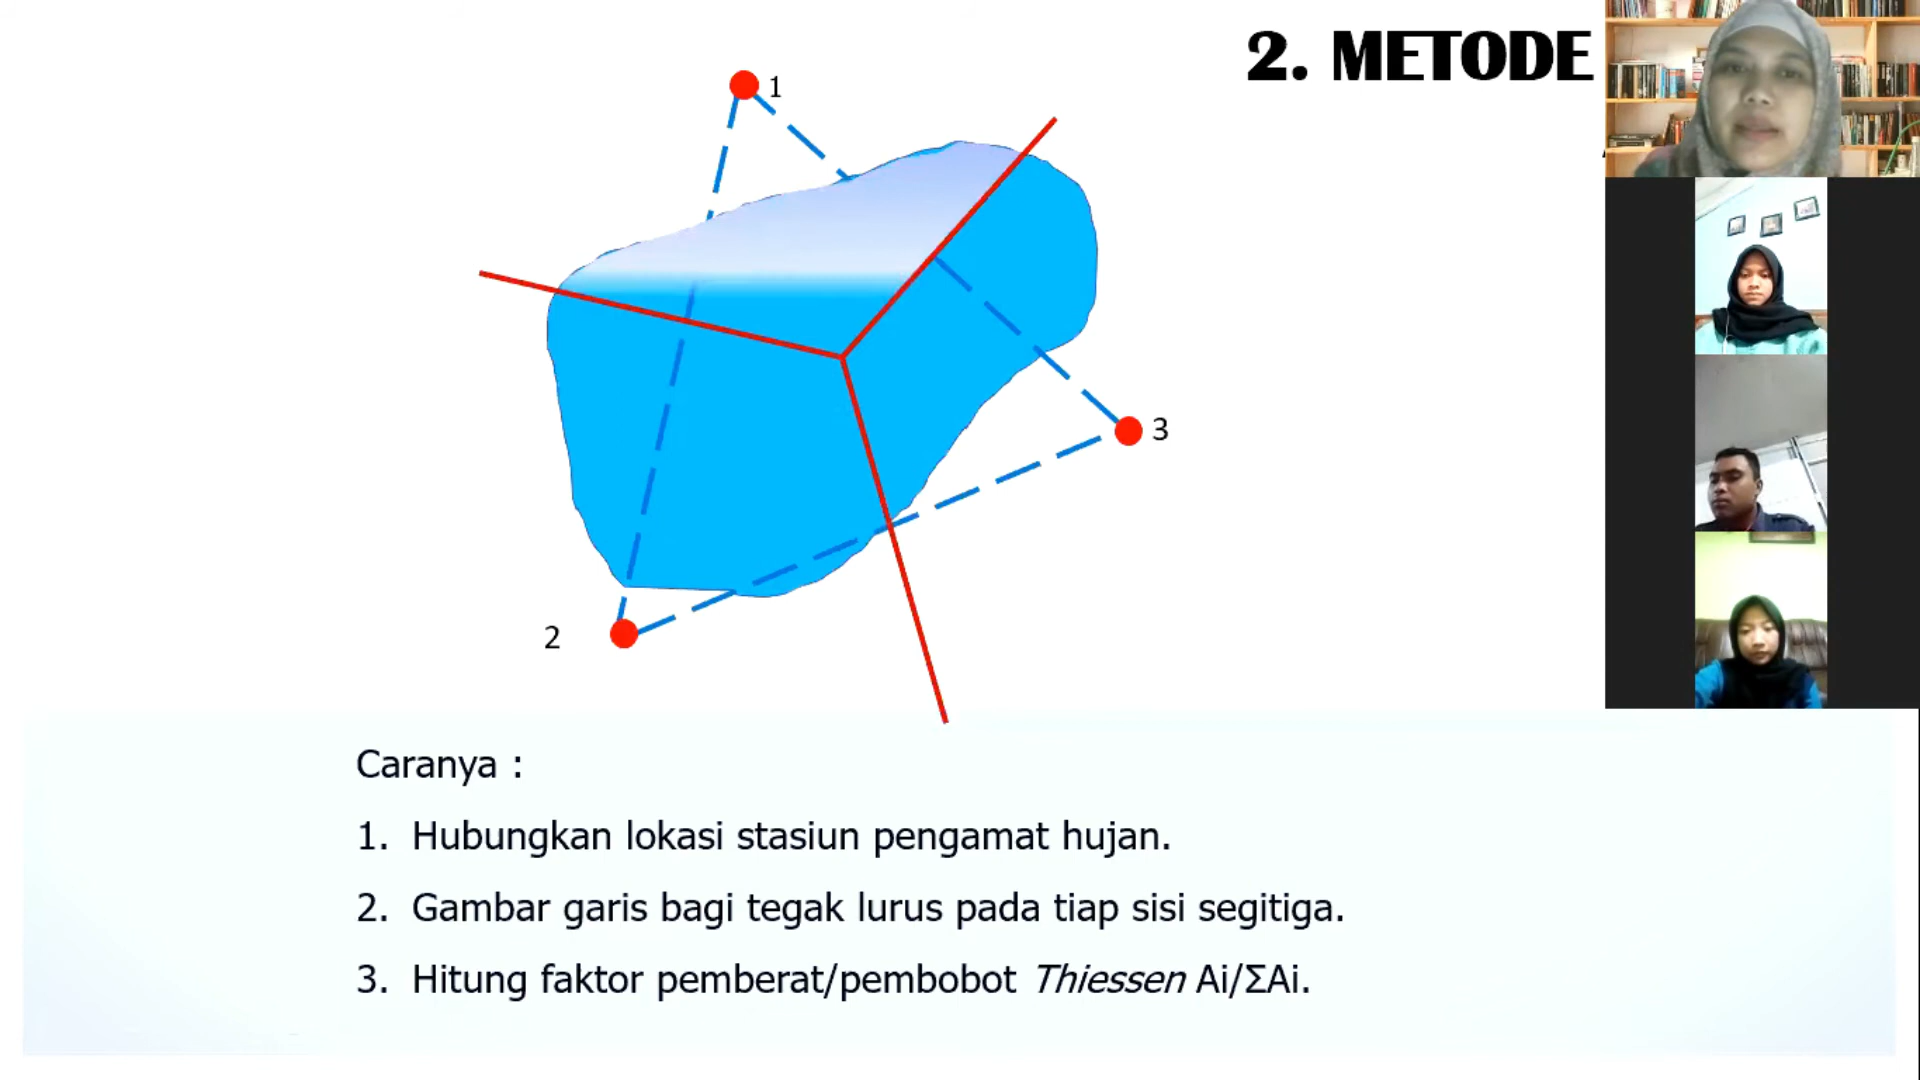 2. METODE
1
3
2
Caranya :
1. Hubungkan lokasi stasiun pengamat hujan.
2. Gambar garis bagi tegak lurus pada tiap sisi segitiga.
3. Hitung faktor pemberat/pembobot Thiessen Ai/ΣAi.